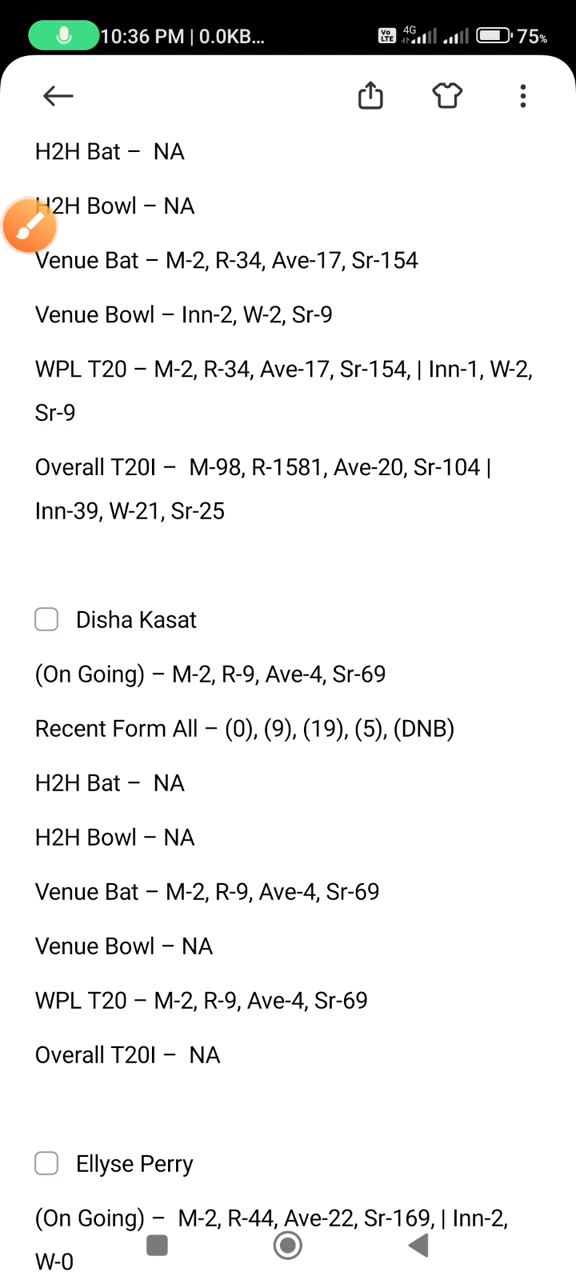 10:36 PM | 0.0KB...
Vo LTE
4G
75%
H2H Bat – NA
H2H Bowl – NA
Venue Bat – M-2, R-34, Ave-17, Sr-154
Venue Bowl – Inn-2, W-2, Sr-9
WPL T20 – M-2, R-34, Ave-17, Sr-154, | Inn-1, W-2,
Sr-9
Overall T20I – M-98, R-1581, Ave-20, Sr-104 |
Inn-39, W-21, Sr-25
Disha Kasat
(On Going) – M-2, R-9, Ave-4, Sr-69
Recent Form All – (0), (9), (19), (5), (DNB)
H2H Bat – NA
H2H Bowl – NA
Venue Bat – M-2, R-9, Ave-4, Sr-69
Venue Bowl – NA
WPL T20 – M-2, R-9, Ave-4, Sr-69
Overall T20I – NA
Ellyse Perry
(On Going) – M-2, R-44, Ave-22, Sr-169, | Inn-2,
W-0